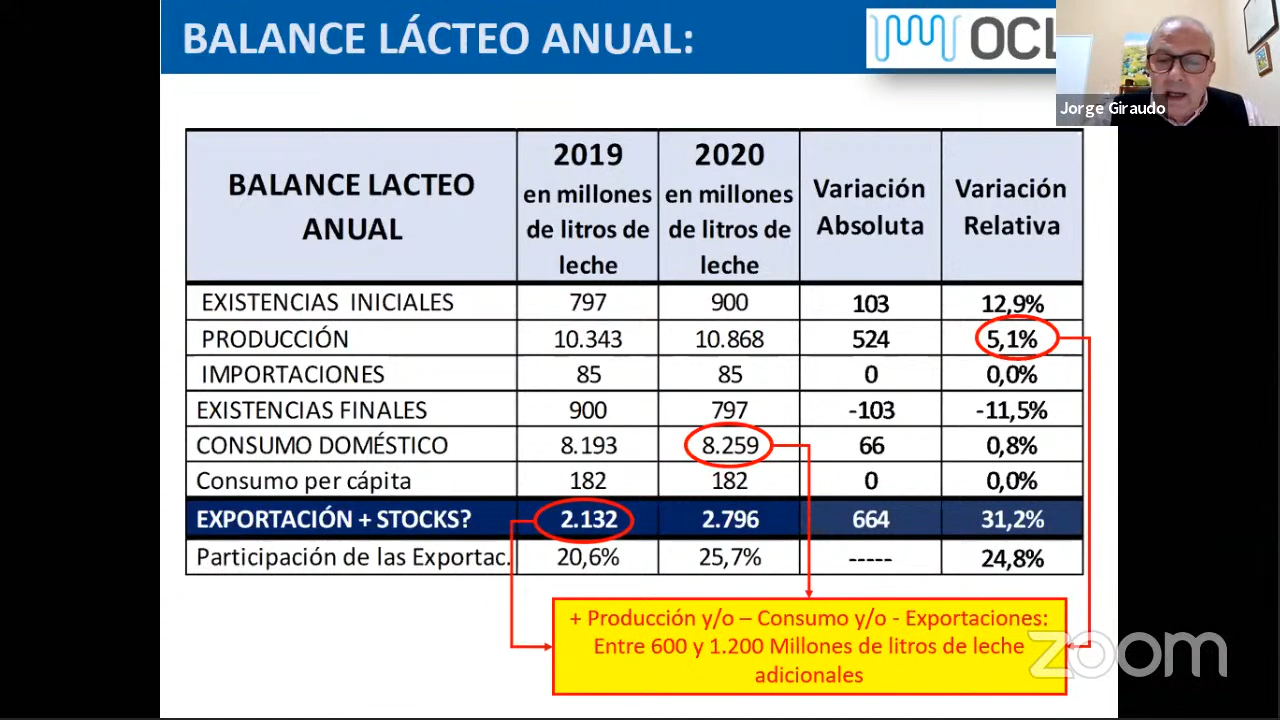 BALANCE LÁCTEO ANUAL:
OCL
Jorge Giraudo
BALANCE LACTEO ANUAL
2019 en millones de litros de leche
2020 en millones de litros de leche
Variación Absoluta
Variación Relativa
EXISTENCIAS INICIALES 797 900 103 12,9%
PRODUCCIÓN 10.343 10.868 524 5,1%
IMPORTACIONES 85 85 0 0,0%
EXISTENCIAS FINALES 900 797 -103 -11,5%
CONSUMO DOMÉSTICO 8.193 8.259 66 0,8%
Consumo per cápita 182 182 0 0,0%
EXPORTACIÓN + STOCKS? 2.132 2.796 664 31,2%
Participación de las Exportac. 20,6% 25,7% ----- 24,8%
+ Producción y/o – Consumo y/o - Exportaciones:
Entre 600 y 1.200 Millones de litros de leche
adicionales
zoom